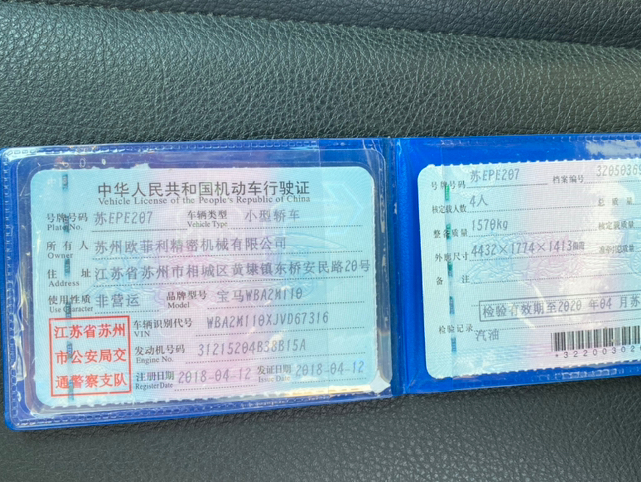 中华人民共和国机动车行驶证
Vehicle License of the People's Republic of China
号牌号码 苏EPE207 车辆类型 小型轿车
Plate No. Vehicle Type
所有人 苏州欧菲利精密机械有限公司
Owner
住址 江苏省苏州市相城区黄埭镇东桥安民路20号
Address
使用性质 非营运 品牌型号 宝马WBA2M110
Use Character Model
江苏省苏州
市公安局交
通警察支队
车辆识别代号 WBA2M110XJVD67316
VIN
发动机号码 31215204B38B15A
Engine No.
注册日期 2018-04-12 发证日期 2018-04-12
Register Date Issue Date
号牌号码 苏EPE207 档案编号 32050369
核定载人数 4人 总质量
整备质量 1570kg
外廓尺寸 4432×1774×1413
备注
检验有效期至2020年04月苏
检验记录
汽油